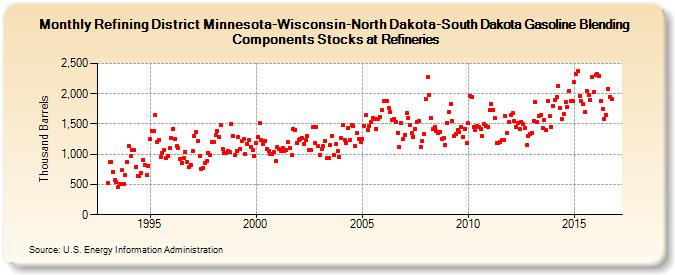 Monthly Refining District Minnesota-Wisconsin-North Dakota-South Dakota Gasoline Blending
Components Stocks at Refineries
Thousand Barrels
2,500
2,000
1,500
1,000
500
0
1995 2000 2005 2010 2015
Source: U.S. Energy Information Administration